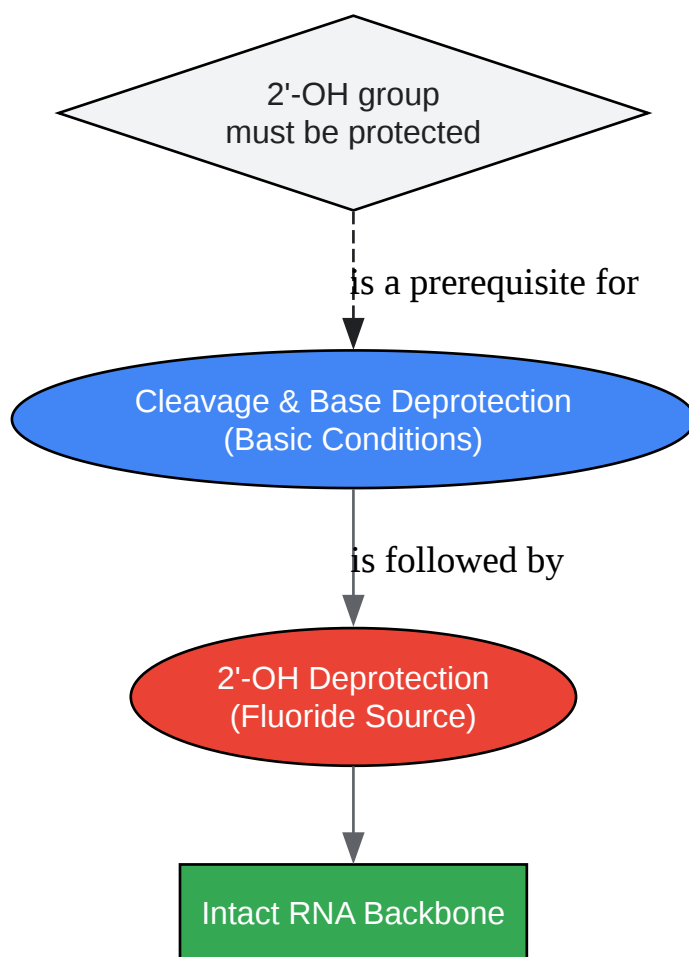 2'-OH group
must be protected
is a prerequisite for
Cleavage & Base Deprotection
(Basic Conditions)
is followed by
2'-OH Deprotection
(Fluoride Source)
Intact RNA Backbone